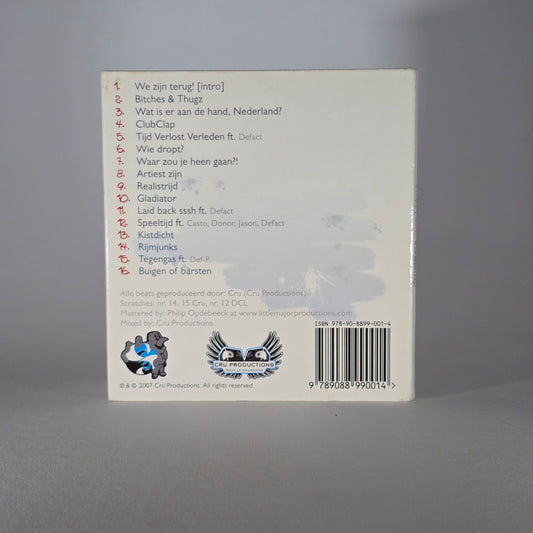 1. We zijn terug! [intro]
2. Bitches & Thugz
3. Wat is er aan de hand, Nederland?
4. ClubClap
5. Tijd Verlost Verleden ft. Defact
6. Wie dropt?
7. Waar zou je heen gaan?!
8. Artiest zijn
9. Realistrijd
10. Gladiator
11. Laid back sssh ft. Defact
12. Speeltijd ft. Casto, Donor, Jason, Defact
13. Kistdicht
14. Rijmjunks
15. Tegengas ft. Def-P.
16. Buigen of barsten
Alle beats geproduceerd door: Cru (Cru Productions)
Scratches: nr. 14, 15 Cru, nr. 12 DCL
Mastered by: Philip Opdebeeck at www.littlemajorproductions.com
Mixed by: Cru Productions
ISBN 978-90-8899-001-4
CRU PRODUCTIONS
9 789088 990014 >
℗ & © 2007 Cru Productions. All rights reserved.